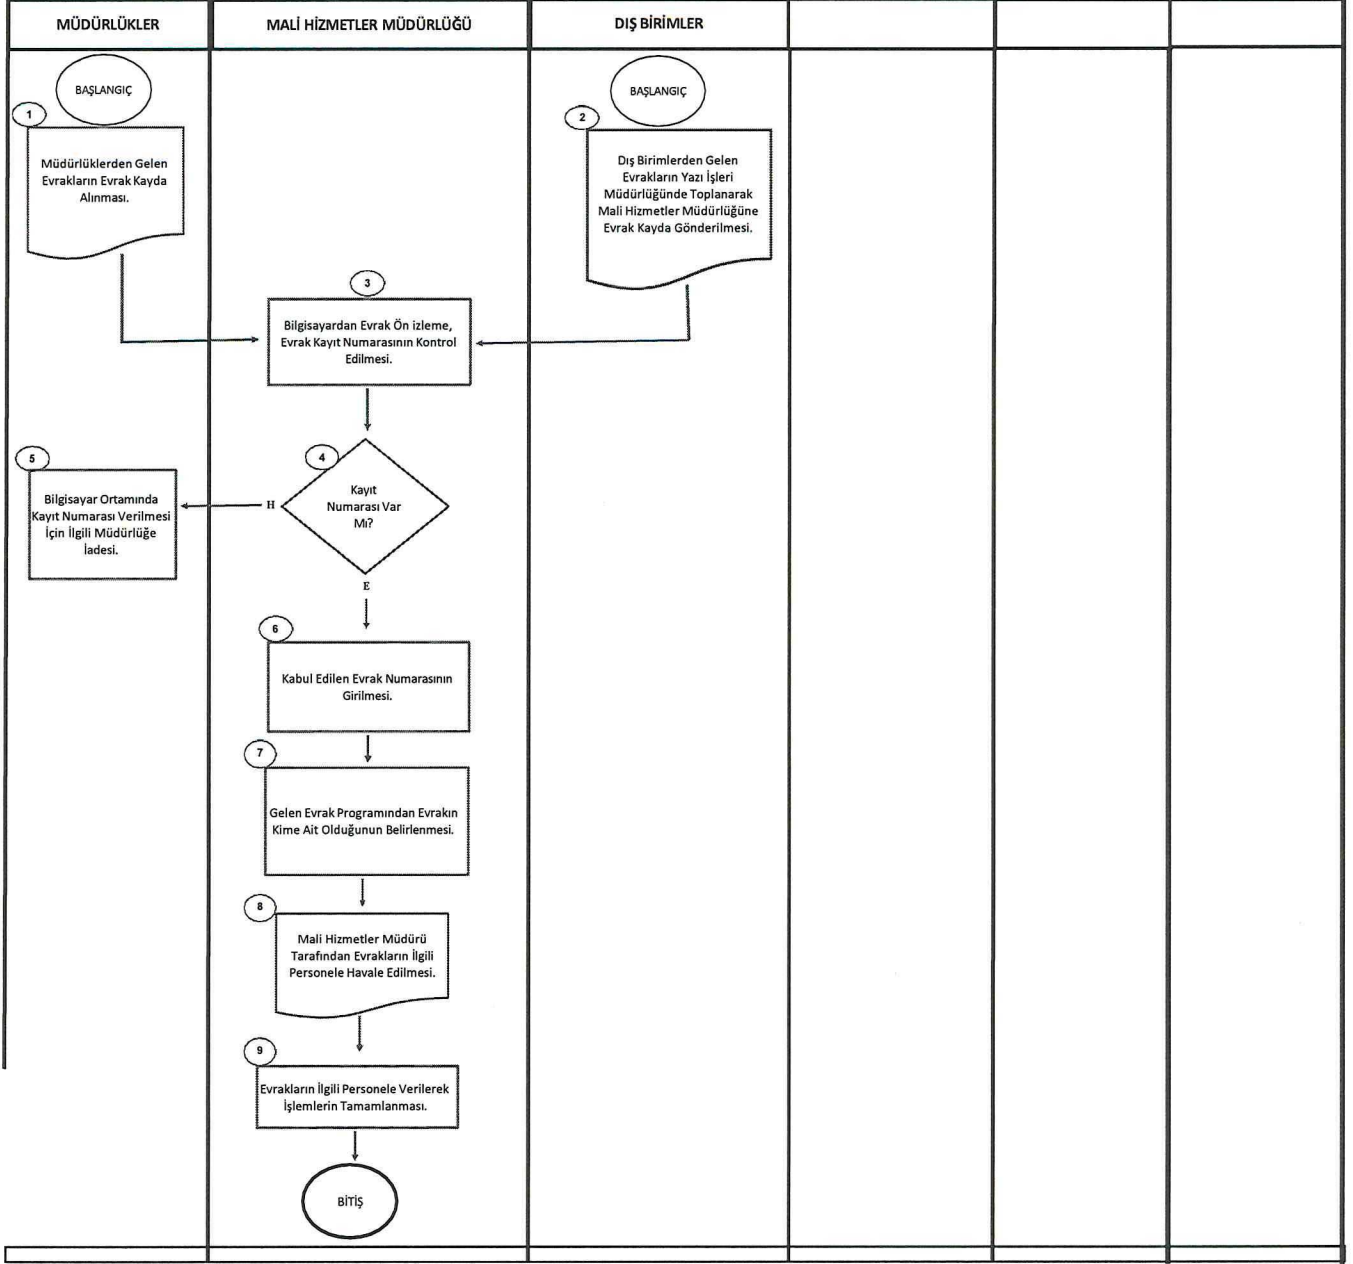 MÜDÜRLÜKLER
MALİ HİZMETLER MÜDÜRLÜĞÜ
DIŞ BİRİMLER
BAŞLANGIÇ
1
Müdürlüklerden Gelen
Evrakların Evrak Kayda
Alınması.
BAŞLANGIÇ
2
Dış Birimlerden Gelen
Evrakların Yazı İşleri
Müdürlüğünde Toplanarak
Mali Hizmetler Müdürlüğüne
Evrak Kayda Gönderilmesi.
3
Bilgisayardan Evrak Ön izleme,
Evrak Kayıt Numarasının Kontrol
Edilmesi.
4
Kayıt
Numarası Var
Mı?
H
5
Bilgisayar Ortamında
Kayıt Numarası Verilmesi
İçin İlgili Müdürlüğe
İadesi.
E
6
Kabul Edilen Evrak Numarasının
Girilmesi.
7
Gelen Evrak Programından Evrakın
Kime Ait Olduğunun Belirlenmesi.
8
Mali Hizmetler Müdürü
Tarafından Evrakların İlgili
Personele Havale Edilmesi.
9
Evrakların İlgili Personele Verilerek
İşlemlerin Tamamlanması.
BİTİŞ